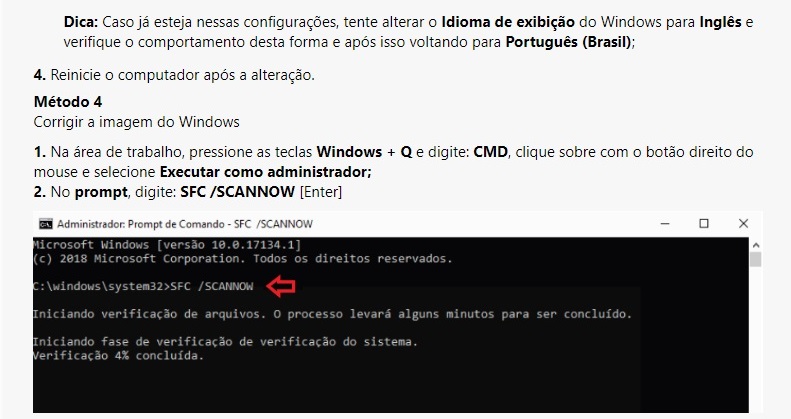 Dica: Caso já esteja nessas configurações, tente alterar o Idioma de exibição do Windows para Inglês e
verifique o comportamento desta forma e após isso voltando para Português (Brasil);
4. Reinicie o computador após a alteração.
Método 4
Corrigir a imagem do Windows
1. Na área de trabalho, pressione as teclas Windows + Q e digite: CMD, clique sobre com o botão direito do
mouse e selecione Executar como administrador;
2. No prompt, digite: SFC /SCANNOW [Enter]
Administrador: Prompt de Comando - SFC /SCANNOW
Microsoft Windows [versão 10.0.17134.1]
(c) 2018 Microsoft Corporation. Todos os direitos reservados.
C:\windows\system32>SFC /SCANNOW
Iniciando verificação de arquivos. O processo levará alguns minutos para ser concluído.
Iniciando fase de verificação de verificação do sistema.
Verificação 4% concluída.